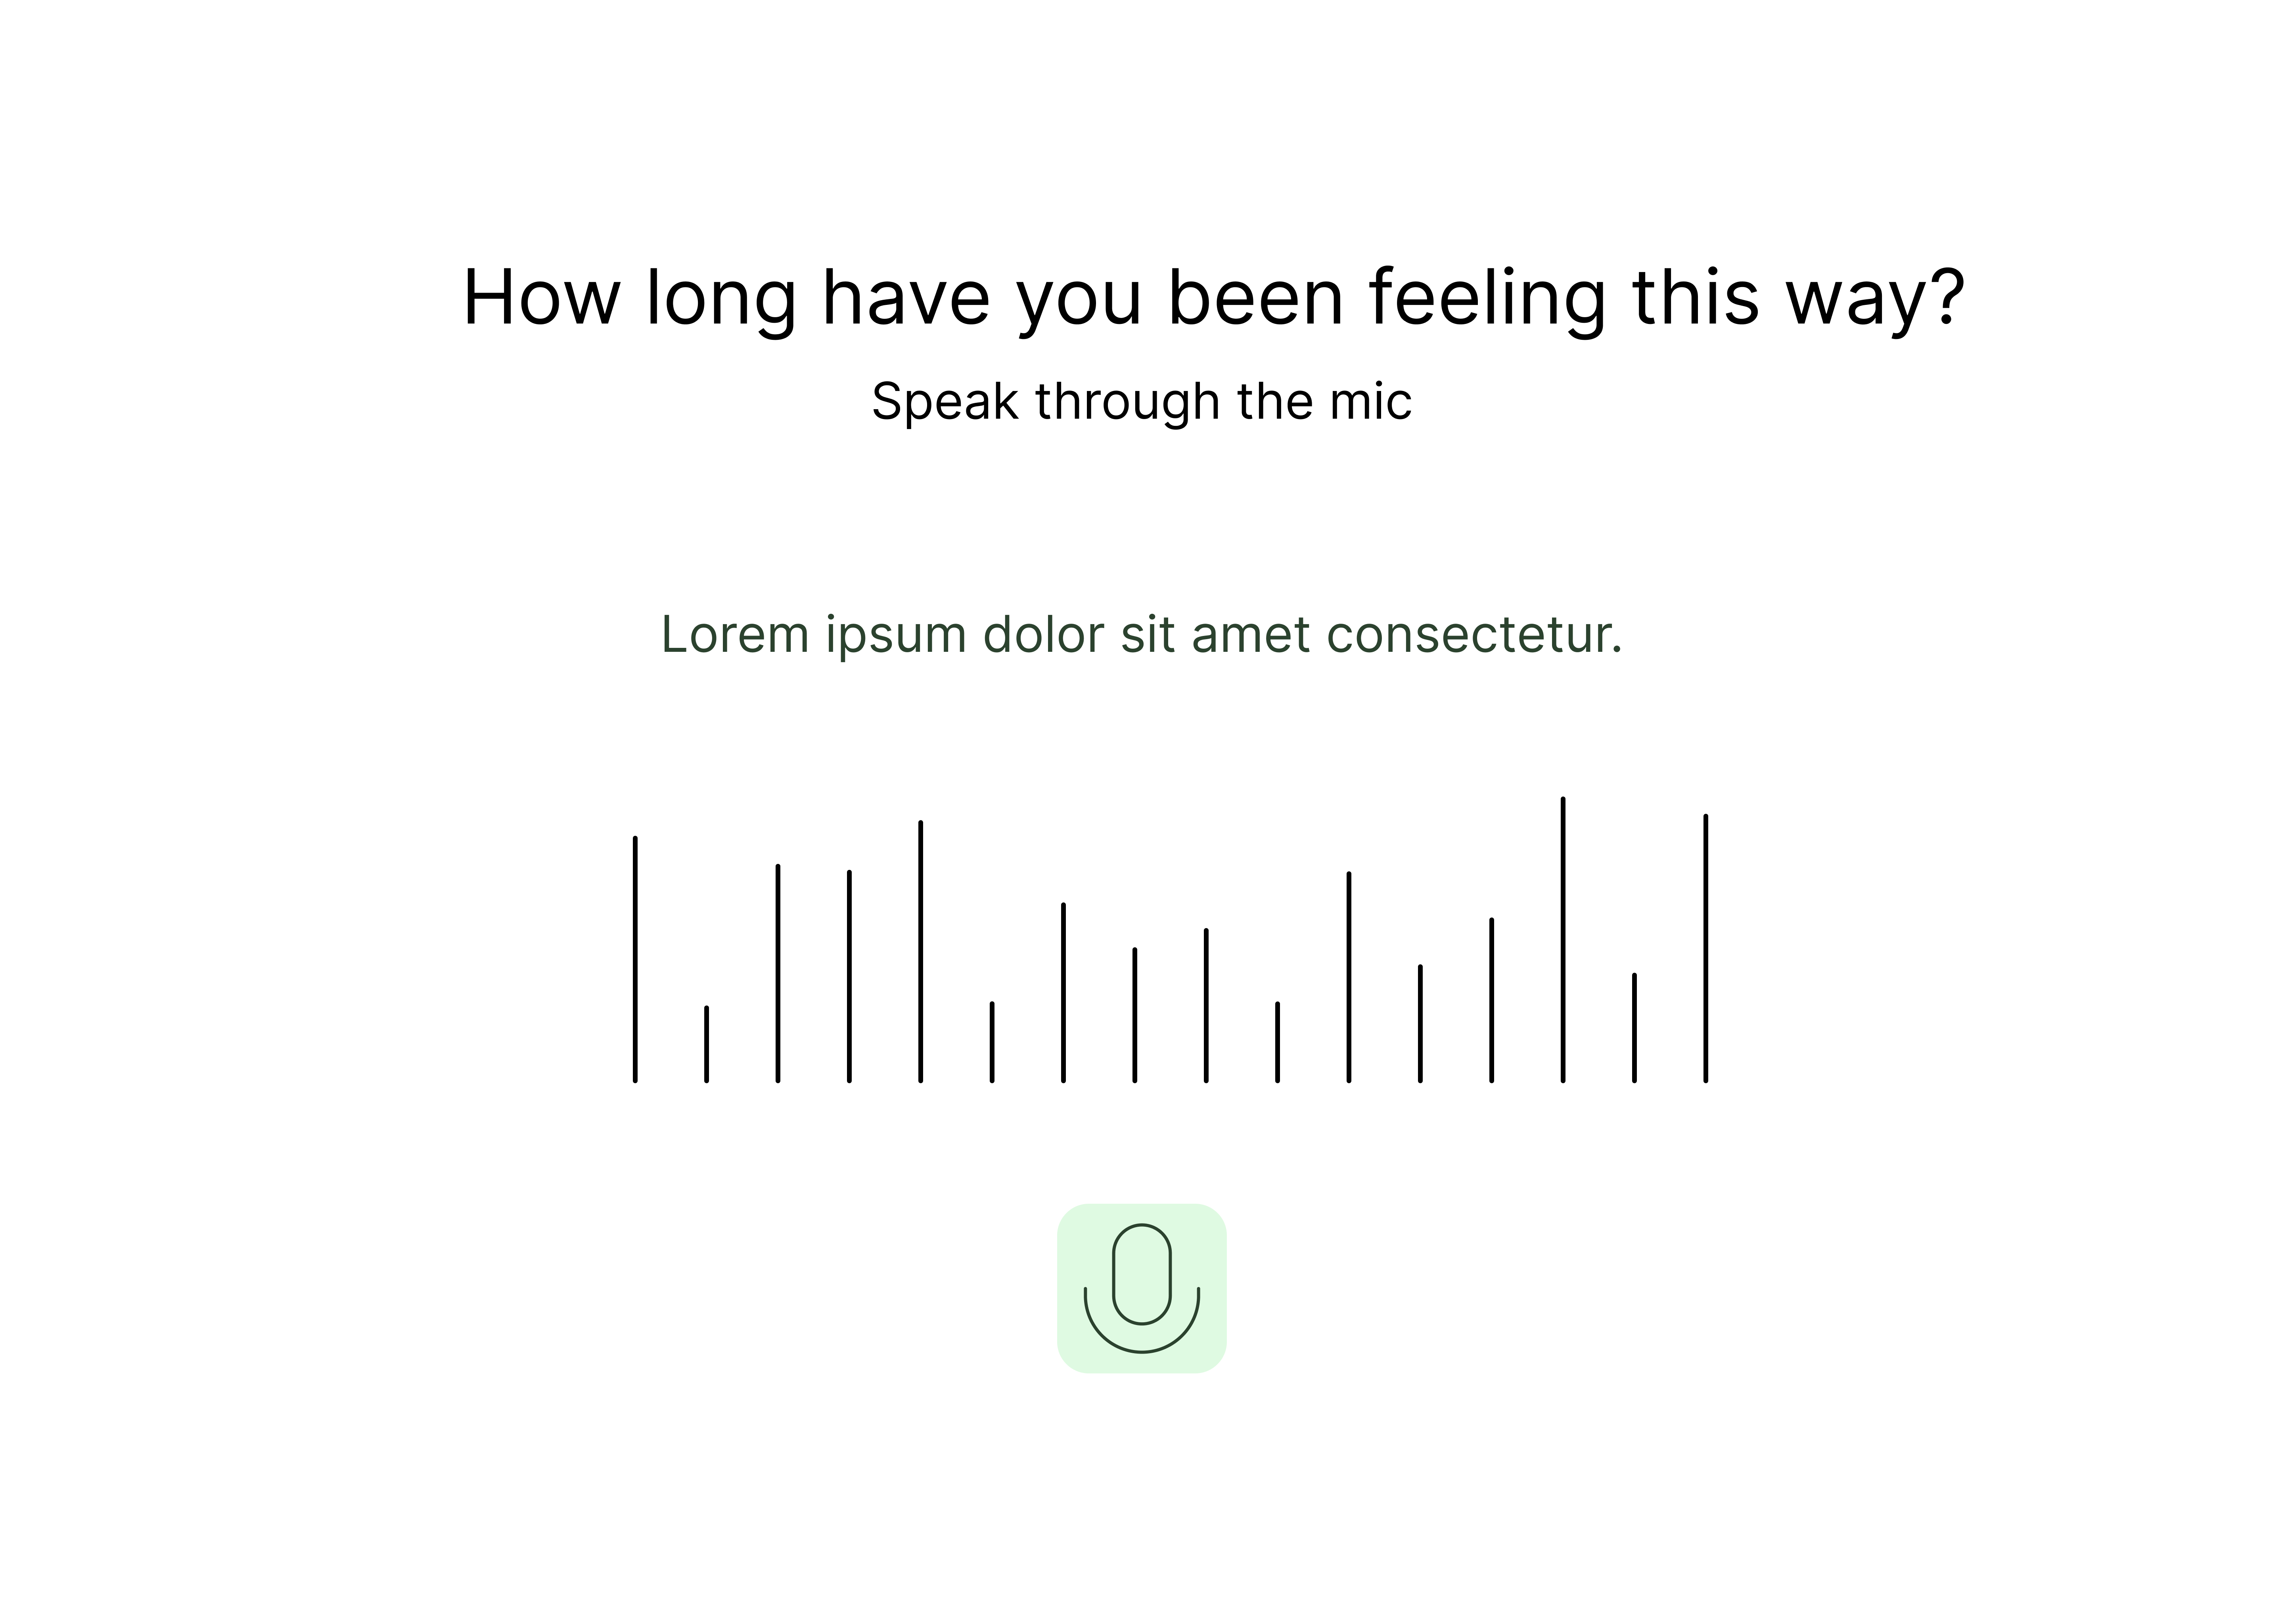 How long have you been feeling this way?
Speak through the mic
Lorem ipsum dolor sit amet consectetur.